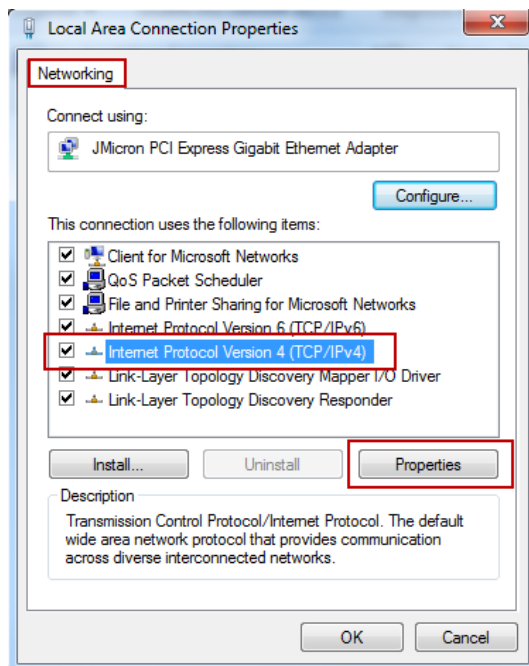 Local Area Connection Properties
Networking
Connect using:
JMicron PCI Express Gigabit Ethernet Adapter
Configure...
This connection uses the following items:
Client for Microsoft Networks
QoS Packet Scheduler
File and Printer Sharing for Microsoft Networks
Internet Protocol Version 6 (TCP/IPv6)
Internet Protocol Version 4 (TCP/IPv4)
Link-Layer Topology Discovery Mapper I/O Driver
Link-Layer Topology Discovery Responder
Install... Uninstall Properties
Description
Transmission Control Protocol/Internet Protocol. The default
wide area network protocol that provides communication
across diverse interconnected networks.
OK Cancel